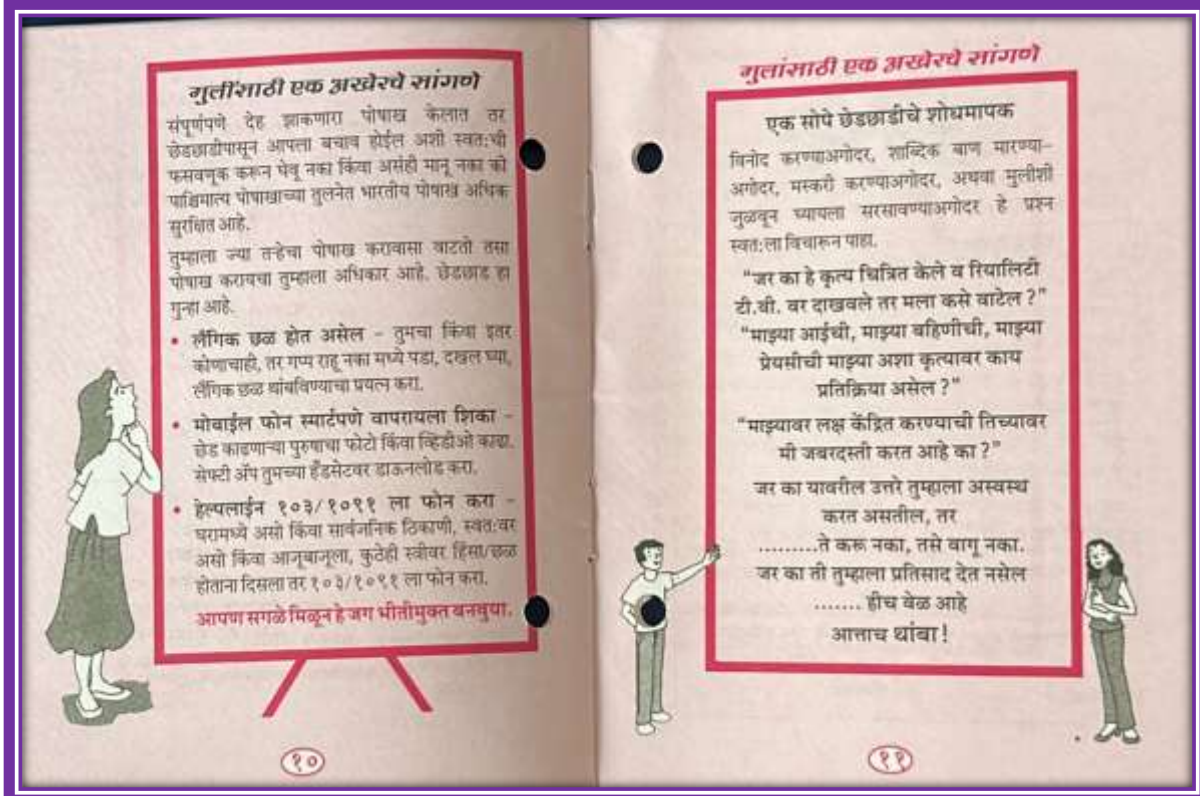 मुलींसाठी एक अखेरचे सांगणे
संपूर्णपणे देह झाकणारा पोषाख केलात तर
छेडछाडीपासून आपला बचाव होईल अशी स्वत:ची
फसवणूक करून घेवू नका किंवा असंही मानू नका की
पाश्चिमात्य पोषाखाच्या तुलनेत भारतीय पोषाख अधिक
सुरक्षित आहे.
तुम्हाला ज्या तऱ्हेचा पोषाख करावासा वाटतो तसा
पोषाख करायचा तुम्हाला अधिकार आहे. छेडछाड हा
गुन्हा आहे.
• लैंगिक छळ होत असेल – तुमचा किंवा इतर
कोणाचाही, तर गप्प राहू नका मध्ये पडा, दखल घ्या,
लैंगिक छळ थांबविण्याचा प्रयत्न करा.
• मोबाईल फोन स्मार्टपणे वापरायला शिका –
छेड काढणाऱ्या पुरुषाचा फोटो किंवा व्हिडीओ काढा.
सेफ्टी ॲप तुमच्या हँडसेटवर डाऊनलोड करा.
• हेल्पलाईन १०३/१०९१ ला फोन करा –
घरामध्ये असो किंवा सार्वजनिक ठिकाणी, स्वत:वर
असो किंवा आजूबाजूला, कुठेही स्त्रीवर हिंसा/छळ
होताना दिसला तर १०३/१०९१ ला फोन करा.
आपण सगळे मिळून हे जग भीतीमुक्त बनवुया.
१०
मुलांसाठी एक अखेरचे सांगणे
एक सोपे छेडछाडीचे शोधमापक
विनोद करण्याअगोदर, शाब्दिक बाण मारण्या–
अगोदर, मस्करी करण्याअगोदर, अथवा मुलीशी
जुळवून घ्यायला सरसावण्याअगोदर हे प्रश्न
स्वत:ला विचारून पाहा.
"जर का हे कृत्य चित्रित केले व रियालिटी
टी.वी. वर दाखवले तर मला कसे वाटेल ?"
"माझ्या आईची, माझ्या बहिणीची, माझ्या
प्रेयसीची माझ्या अशा कृत्यावर काय
प्रतिक्रिया असेल ?"
"माझ्यावर लक्ष केंद्रित करण्याची तिच्यावर
मी जबरदस्ती करत आहे का ?"
जर का यावरील उत्तरे तुम्हाला अस्वस्थ
करत असतील, तर
.........ते करू नका, तसे वागू नका.
जर का ती तुम्हाला प्रतिसाद देत नसेल
....... हीच वेळ आहे
आत्ताच थांबा !
११